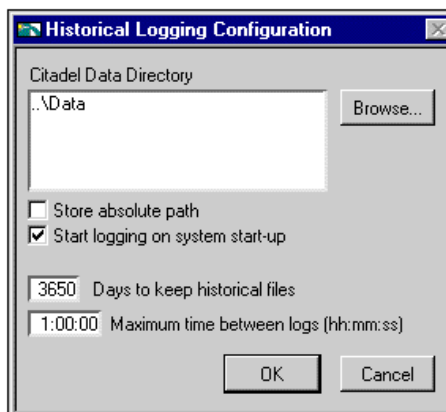 Historical Logging Configuration
Citadel Data Directory
..\Data
Browse...
Store absolute path
Start logging on system start-up
3650 Days to keep historical files
1:00:00 Maximum time between logs (hh:mm:ss)
OK Cancel